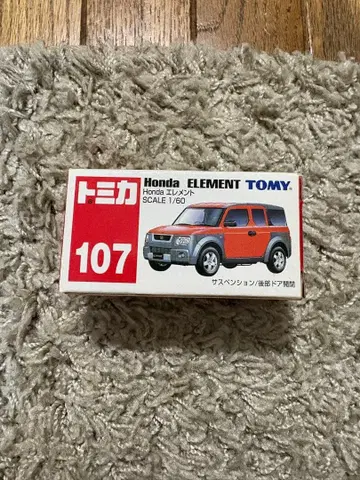 トミカ
107
Honda ELEMENT TOMY
Honda エレメント
SCALE 1/60
サスペンション/後部ドア開閉